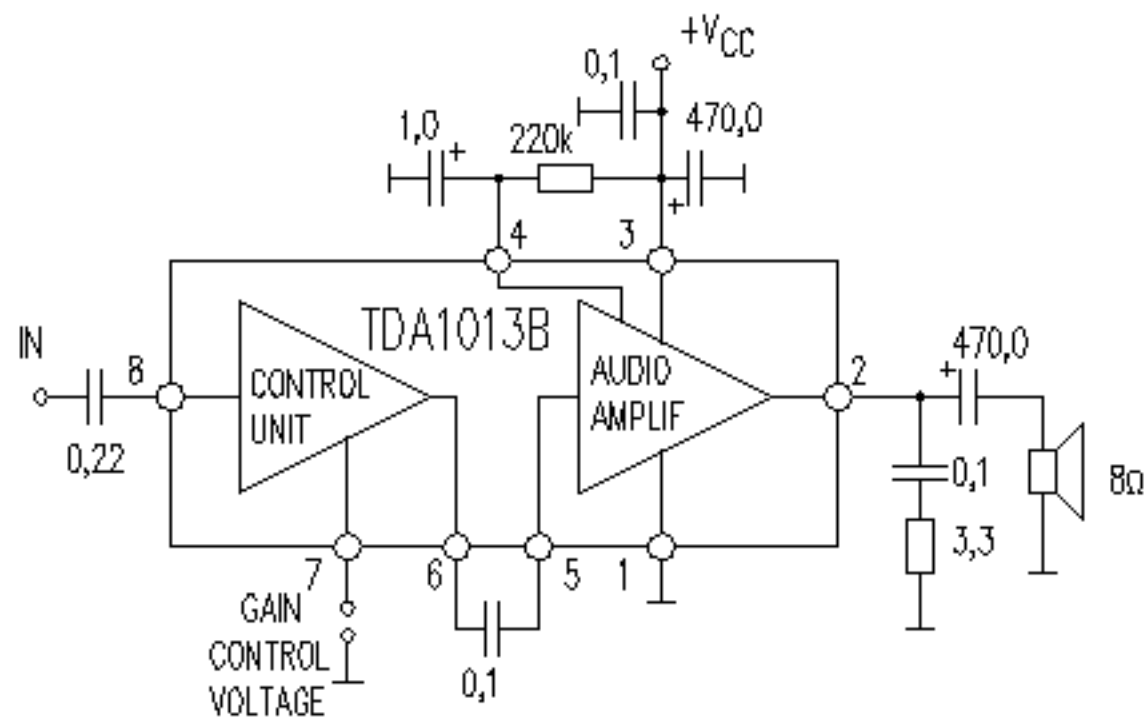 +VCC
0,1
1,0
+
220k
470,0
+
4
3
TDA1013B
IN
8
CONTROL
UNIT
AUDIO
AMPLIF
2
470,0
+
0,22
0,1
8Ω
3,3
7
6
5
1
GAIN
CONTROL
VOLTAGE
0,1